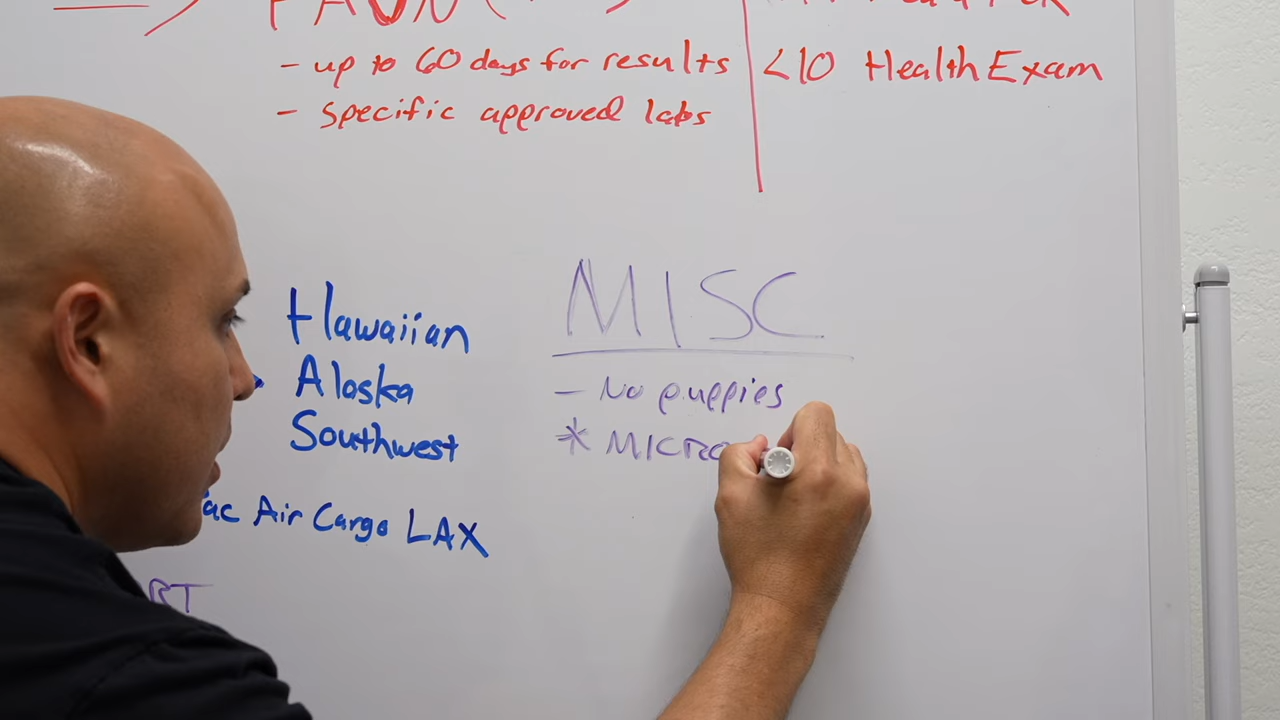 - up to 60 days for results
- specific approved labs
<10 Health Exam
Hawaiian
Alaska
Southwest
Air Cargo LAX
MISC
- No puppies
* MICRO